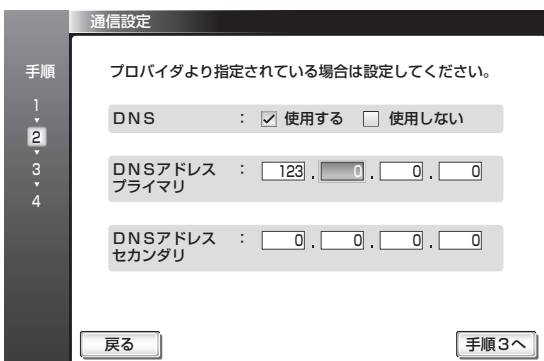 通信設定
手順
1
2
3
4
プロバイダより指定されている場合は設定してください。
DNS : 使用する 使用しない
DNSアドレス : 123 . 0 . 0 . 0
プライマリ
DNSアドレス : 0 . 0 . 0 . 0
セカンダリ
戻る 手順3へ